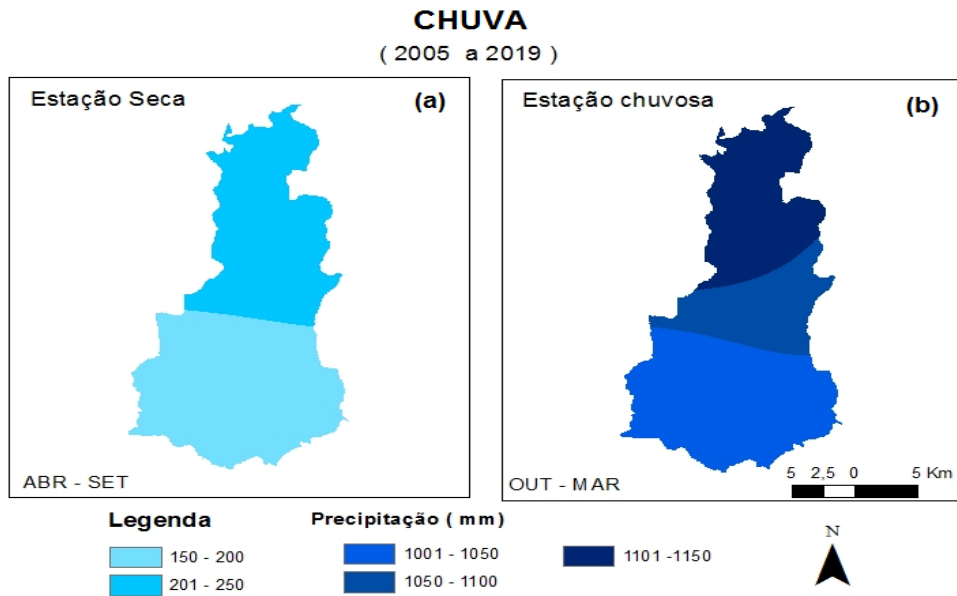 CHUVA
( 2005 a 2019 )
Estação Seca (a)
ABR - SET
Estação chuvosa (b)
OUT - MAR
5 2,5 0 5 Km
Legenda
Precipitação ( mm)
150 - 200
201 - 250
1001 - 1050
1050 - 1100
1101 -1150
N